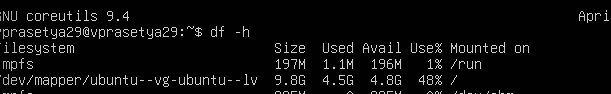 GNU coreutils 9.4 April
vprasetya29@vprasetya29:~$ df -h
Filesystem Size Used Avail Use% Mounted on
tmpfs 197M 1.1M 196M 1% /run
/dev/mapper/ubuntu--vg-ubuntu--lv 9.8G 4.5G 4.8G 48% /